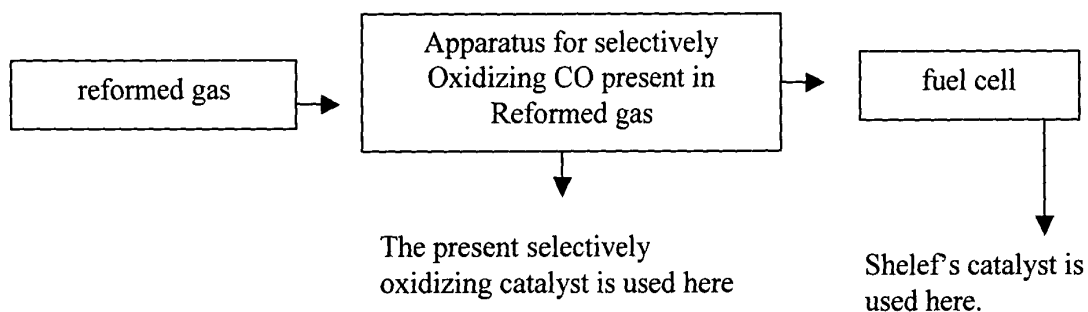 reformed gas
Apparatus for selectively
Oxidizing CO present in
Reformed gas
fuel cell
The present selectively
oxidizing catalyst is used here
Shelef's catalyst is
used here.